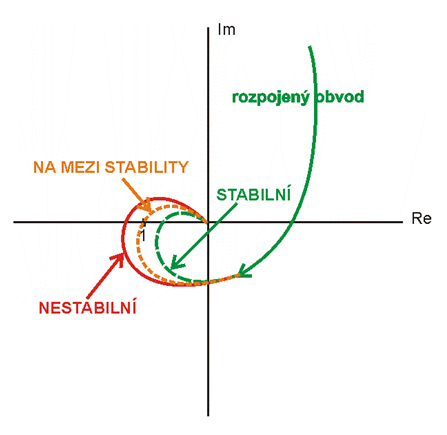 Im
rozpojený obvod
NA MEZI STABILITY
STABILNÍ
Re
1
NESTABILNÍ